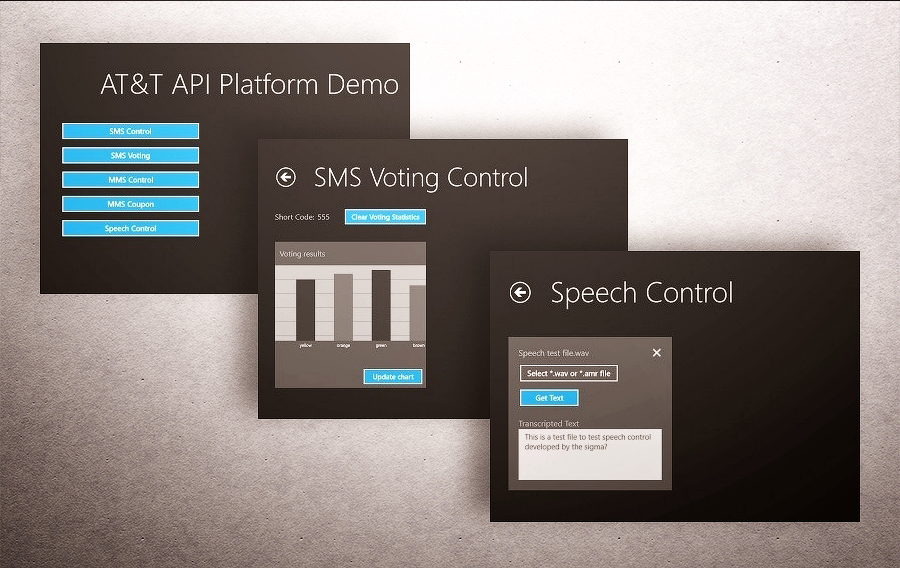 AT&T API Platform Demo
SMS Control
SMS Voting
MMS Control
MMS Coupon
Speech Control
SMS Voting Control
Short Code: 555
Clear Voting Statistics
Voting results
yellow orange green brown
Update chart
Speech Control
Speech test file.wav
Select *.wav or *.amr file
Get Text
Transcripted Text
This is a test file to test speech control
developed by the sigma?